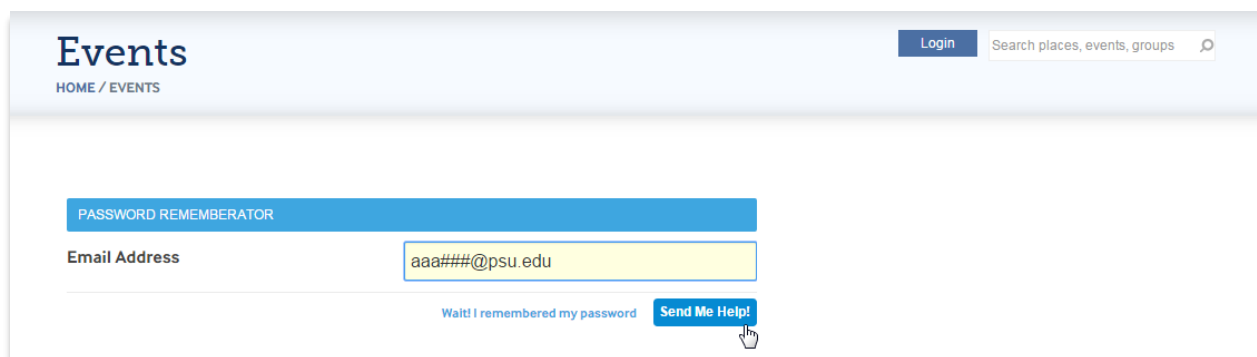 Events
Login
Search places, events, groups
HOME / EVENTS
PASSWORD REMEMBERATOR
Email Address
aaa###@psu.edu
Wait! I remembered my password
Send Me Help!